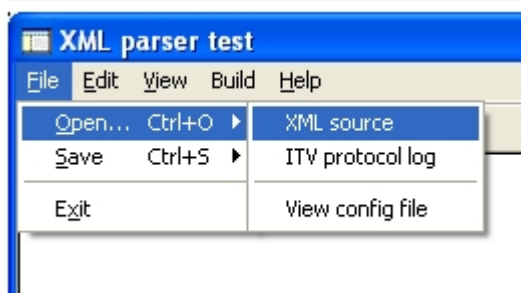 XML parser test
File Edit View Build Help
Open... Ctrl+O XML source
Save Ctrl+S ITV protocol log
Exit View config file